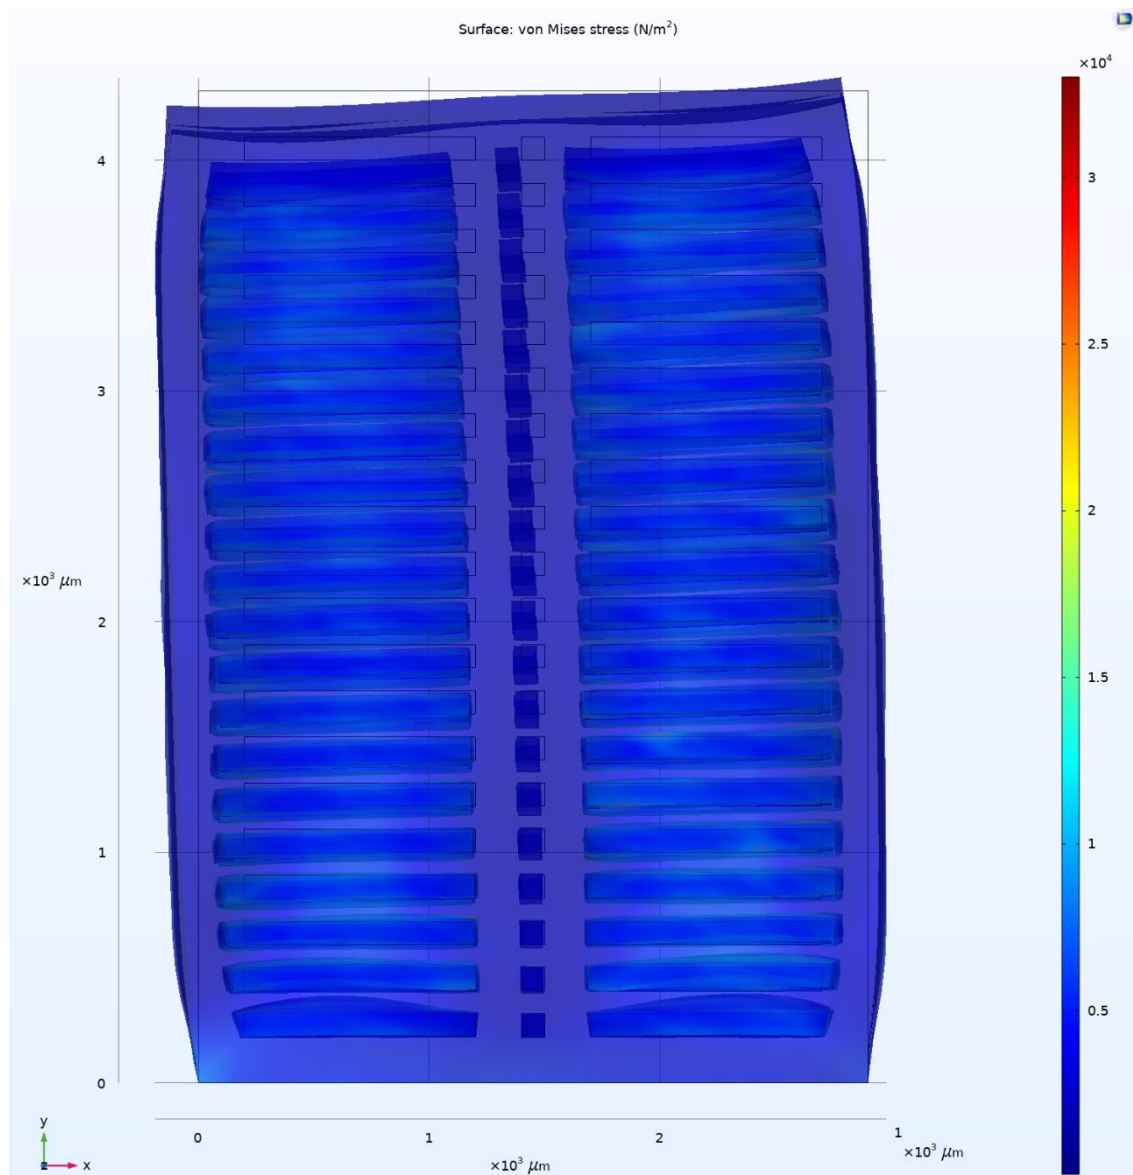 Surface: von Mises stress (N/m²)
×10⁴
4
3
3
2.5
×10³ μm
2
2
1.5
1
1
0.5
0
y
z
x
0
1
2
1
×10³ μm
×10³ μm